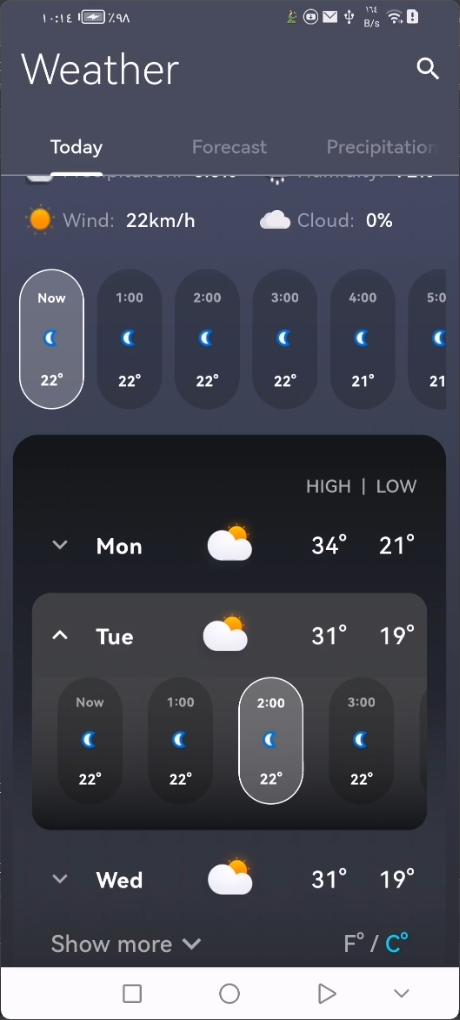 ١٠:١٤ ٪٩٨ ١٦٤ B/s
Weather
Today Forecast Precipitation
Wind: 22km/h Cloud: 0%
Now 1:00 2:00 3:00 4:00 5:0
22° 22° 22° 22° 21° 21
HIGH | LOW
Mon 34° 21°
Tue 31° 19°
Now 1:00 2:00 3:00
22° 22° 22° 22°
Wed 31° 19°
Show more F° / C°